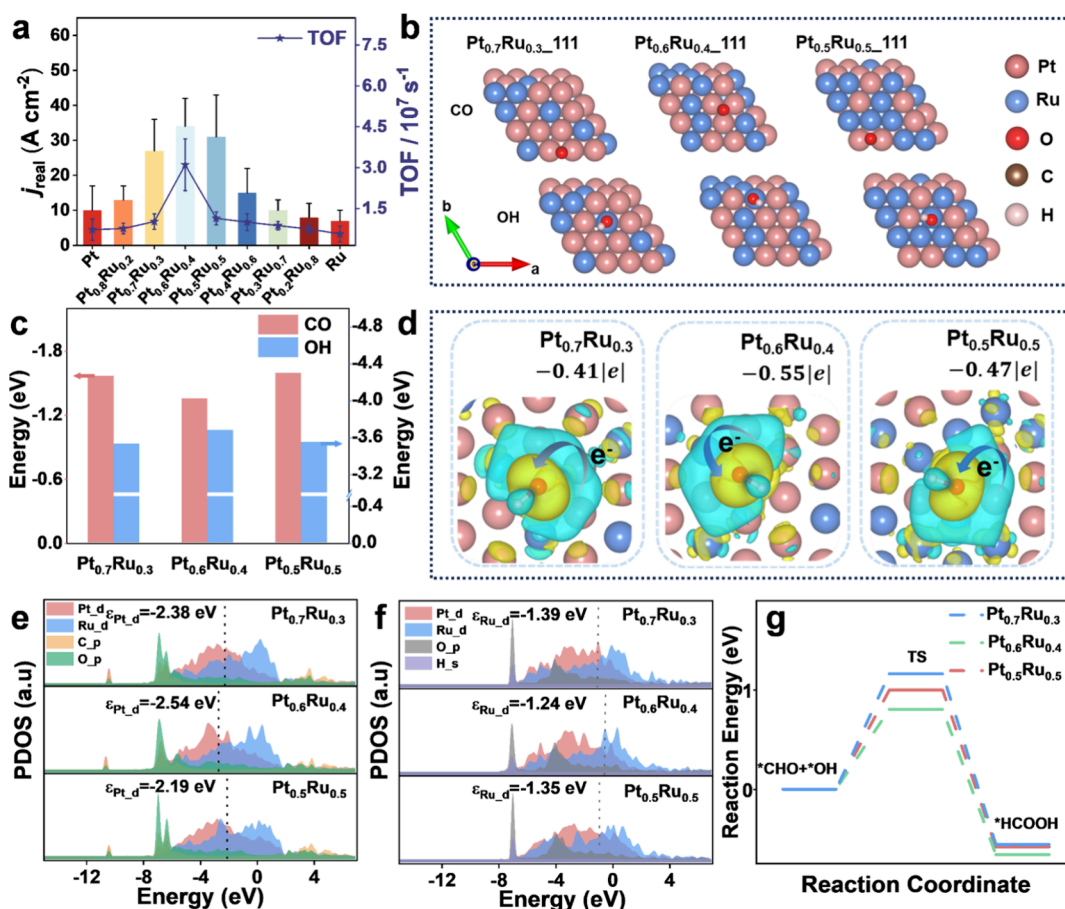 a
TOF
j_real (A cm⁻²)
60
50
40
30
20
10
0
7.5
6.0
4.5
3.0
1.5
TOF / 10⁷ s⁻¹
Pt
Pt₀.₈Ru₀.₂
Pt₀.₇Ru₀.₃
Pt₀.₆Ru₀.₄
Pt₀.₅Ru₀.₅
Pt₀.₄Ru₀.₆
Pt₀.₃Ru₀.₇
Pt₀.₂Ru₀.₈
Ru
b
Pt₀.₇Ru₀.₃_111 Pt₀.₆Ru₀.₄_111 Pt₀.₅Ru₀.₅_111
CO
OH
b
c
a
Pt
Ru
O
C
H
c
CO
OH
Energy (eV)
-1.8
-1.2
-0.6
0.0
-4.8
-4.4
-4.0
-3.6
-3.2
-0.4
0.0
Energy (eV)
Pt₀.₇Ru₀.₃ Pt₀.₆Ru₀.₄ Pt₀.₅Ru₀.₅
d
Pt₀.₇Ru₀.₃
−0.41|e|
e⁻
Pt₀.₆Ru₀.₄
−0.55|e|
e⁻
Pt₀.₅Ru₀.₅
−0.47|e|
e⁻
e
Pt_d
Ru_d
C_p
O_p
ε_Pt_d=-2.38 eV
Pt₀.₇Ru₀.₃
ε_Pt_d=-2.54 eV
Pt₀.₆Ru₀.₄
ε_Pt_d=-2.19 eV
Pt₀.₅Ru₀.₅
PDOS (a.u)
-12 -8 -4 0 4
Energy (eV)
f
Pt_d
Ru_d
O_p
H_s
ε_Ru_d=-1.39 eV
Pt₀.₇Ru₀.₃
ε_Ru_d=-1.24 eV
Pt₀.₆Ru₀.₄
ε_Ru_d=-1.35 eV
Pt₀.₅Ru₀.₅
PDOS (a.u)
-12 -8 -4 0 4
Energy (eV)
g
Pt₀.₇Ru₀.₃
Pt₀.₆Ru₀.₄
Pt₀.₅Ru₀.₅
TS
*CHO+*OH
*HCOOH
Reaction Energy (eV)
1
0
Reaction Coordinate